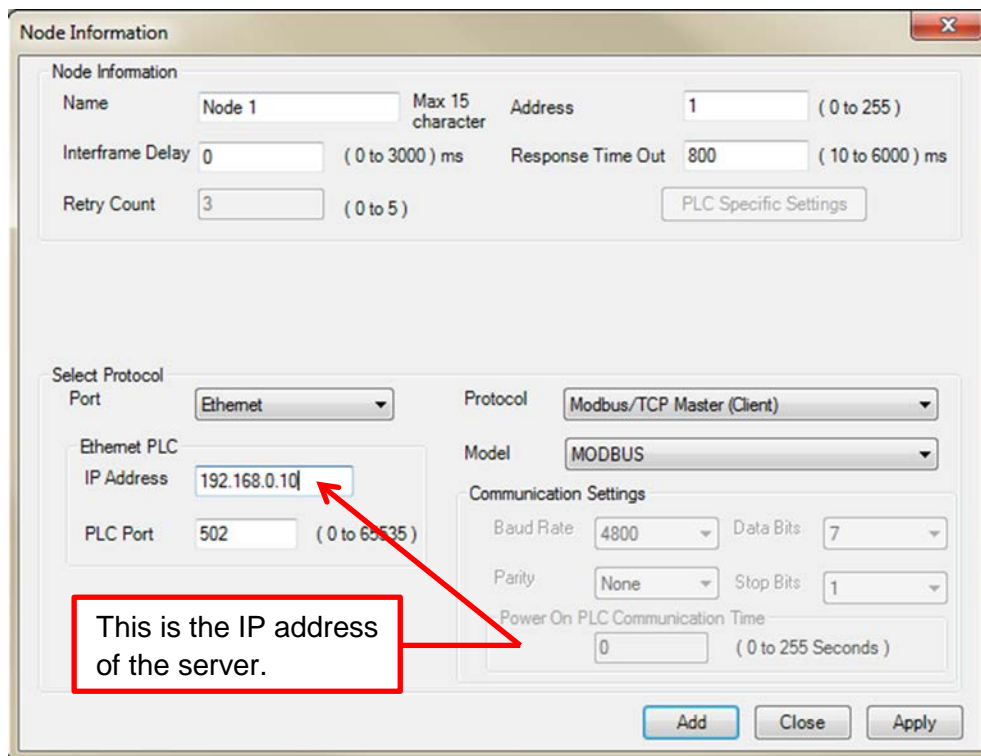 Node Information
Node Information
Name
Node 1
Max 15
character
Address
1
( 0 to 255 )
Interframe Delay
0
( 0 to 3000 ) ms
Response Time Out
800
( 10 to 6000 ) ms
Retry Count
3
( 0 to 5 )
PLC Specific Settings
Select Protocol
Port
Ethernet
Protocol
Modbus/TCP Master (Client)
Ethernet PLC
Model
MODBUS
IP Address
192.168.0.10
PLC Port
502
( 0 to 65535 )
Communication Settings
Baud Rate
4800
Data Bits
7
Parity
None
Stop Bits
1
Power On PLC Communication Time
0
( 0 to 255 Seconds )
This is the IP address
of the server.
Add
Close
Apply